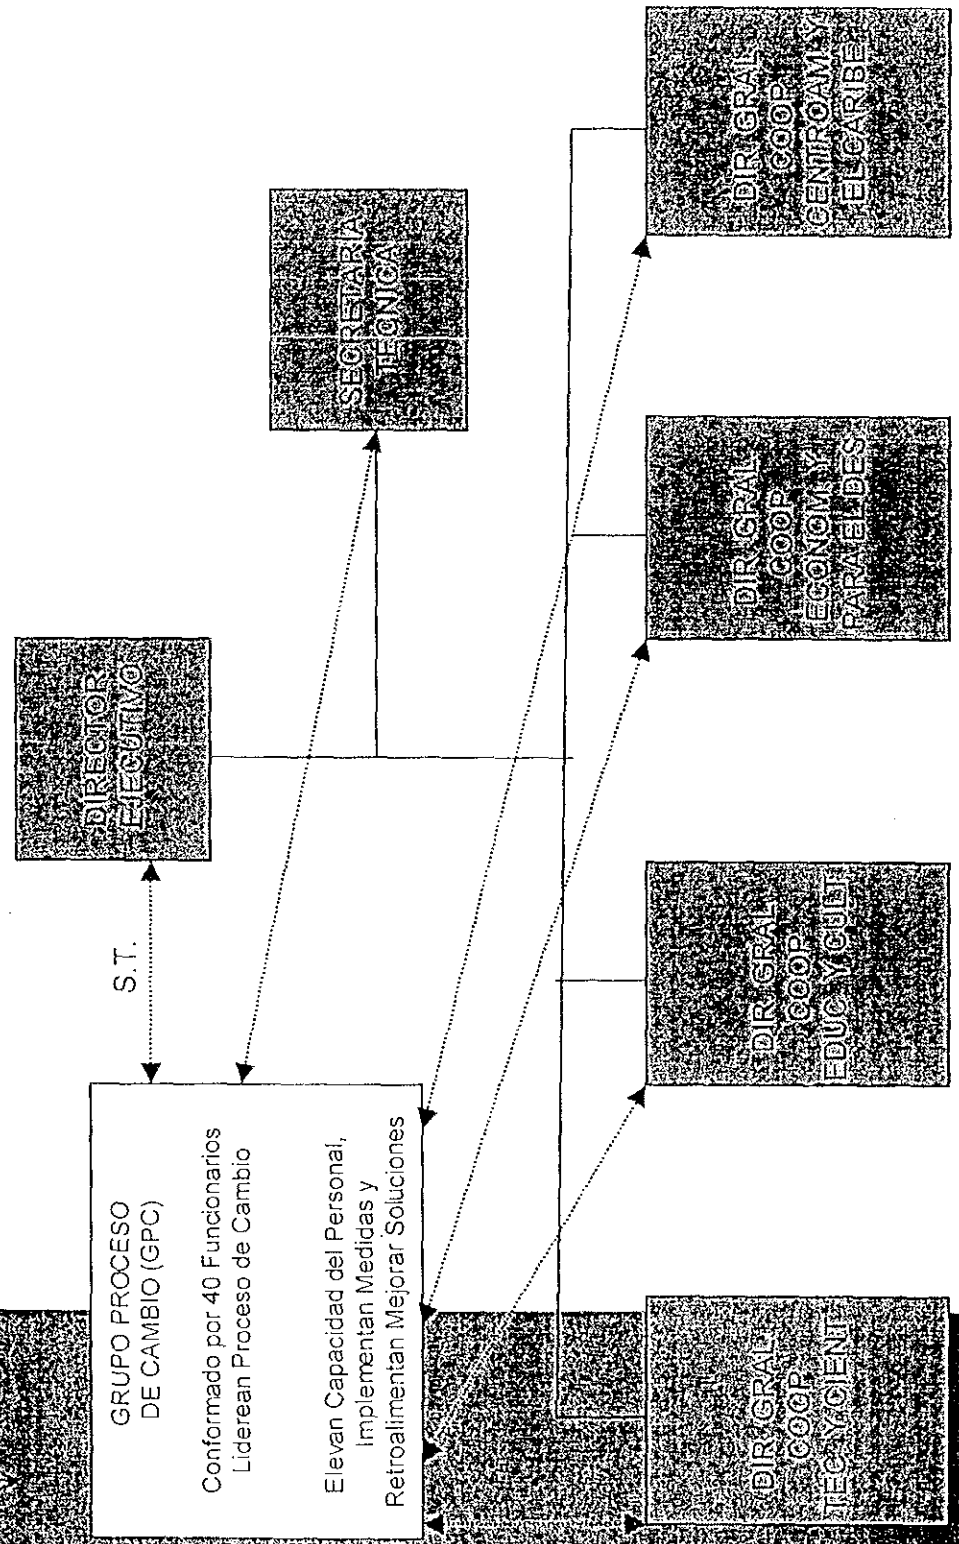 GRUPO PROCESO
DE CAMBIO (GPC)
Conformado por 40 Funcionarios
Liderean Proceso de Cambio
Elevan Capacidad del Personal,
Implementan Medidas y
Retroalimentan Mejorar Soluciones
S.T.
DIRECTOR
EJECUTIVO
SECRETARÍA
TECNICA
DIR. GRAL.
COOP.
TEC. Y CIENT.
DIR. GRAL.
COOP.
EDUC. Y CULT.
DIR. GRAL.
COOP.
ECONOM. Y
PARA EL DES.
DIR. GRAL.
COOP.
CENTROAM. Y
EL CARIBE